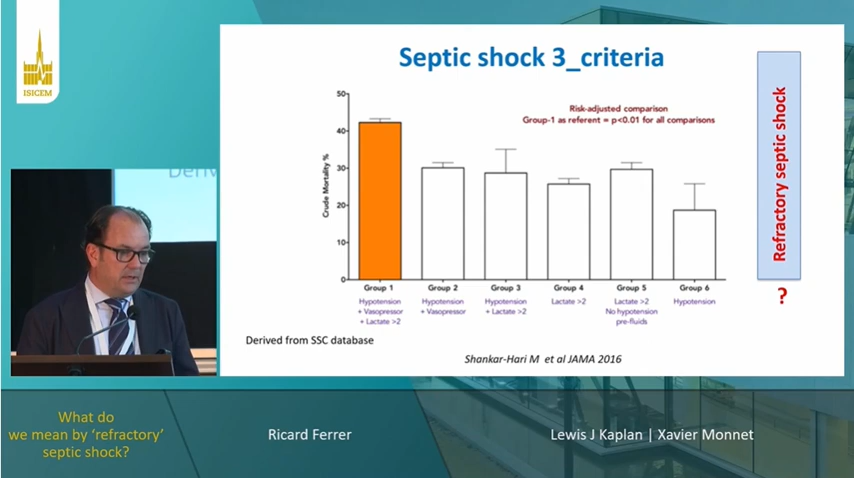 ISICEM
Septic shock 3_criteria
Risk-adjusted comparison
Group-1 as referent = p<0.01 for all comparisons
Crude Mortality %
50
40
30
20
10
0
Group 1
Hypotension
+ Vasopressor
+ Lactate >2
Group 2
Hypotension
+ Vasopressor
Group 3
Hypotension
+ Lactate >2
Group 4
Lactate >2
Group 5
Lactate >2
No hypotension
pre-fluids
Group 6
Hypotension
Refractory septic shock
?
Derived from SSC database
Shankar-Hari M et al JAMA 2016
Deriv
What do
we mean by ‘refractory’
septic shock?
Ricard Ferrer
Lewis J Kaplan | Xavier Monnet